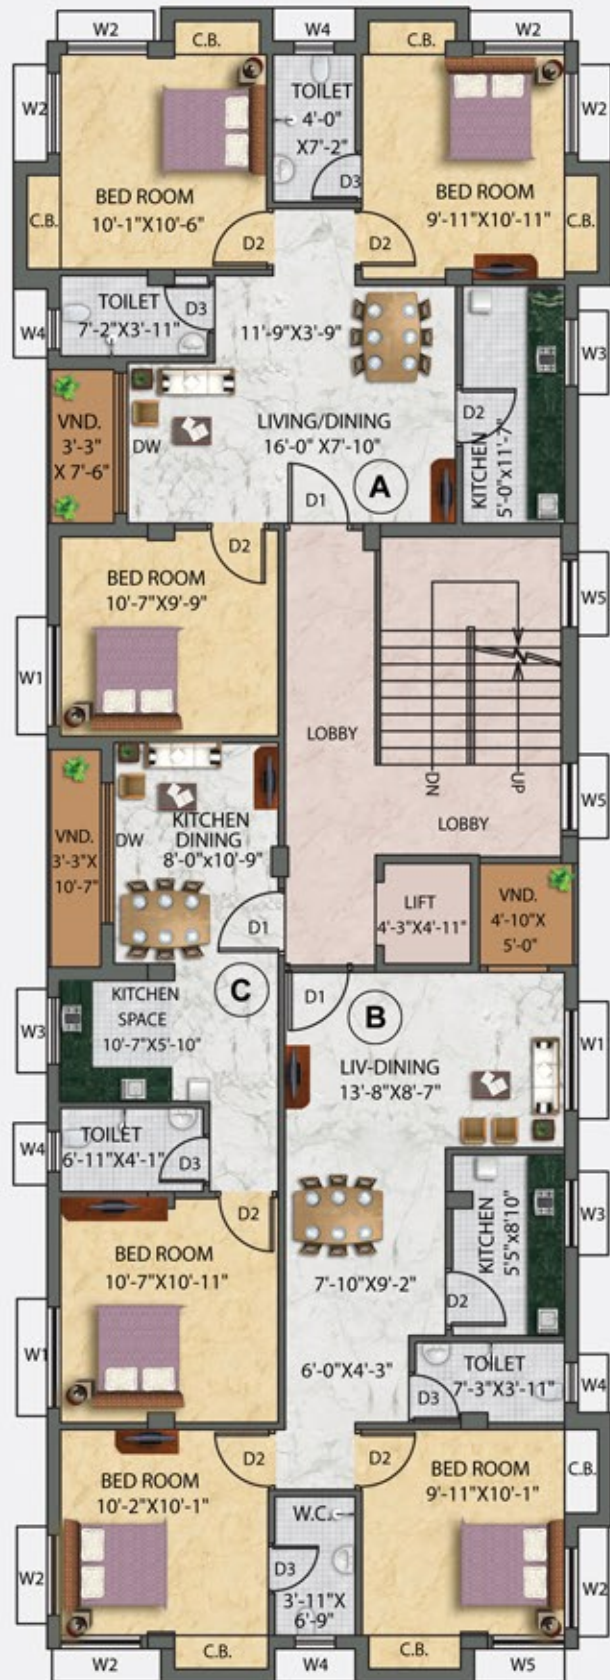 W2
C.B.
W4
C.B.
W2
W2
TOILET
4'-0"
X7'-2"
W2
D3
BED ROOM
10'-1"X10'-6"
BED ROOM
9'-11"X10'-11"
C.B.
C.B.
D2
D2
TOILET
7'-2"X3'-11"
D3
W4
11'-9"X3'-9"
W3
VND.
3'-3"
X 7'-6"
DW
LIVING/DINING
16'-0" X7'-10"
D2
KITCHEN
5'-0"x11'-7"
A
D1
D2
BED ROOM
10'-7"X9'-9"
W5
W1
LOBBY
DN
UP
W5
LOBBY
VND.
3'-3"X
10'-7"
DW
KITCHEN
DINING
8'-0"x10'-9"
LIFT
4'-3"X4'-11"
VND.
4'-10"X
5'-0"
D1
C
KITCHEN
SPACE
10'-7"X5'-10"
W3
D1
B
W1
LIV-DINING
13'-8"X8'-7"
TOILET
6'-11"X4'-1"
D3
W4
D2
KITCHEN
5'5"x8'10"
W3
BED ROOM
10'-7"X10'-11"
7'-10"X9'-2"
D2
W1
6'-0"X4'-3"
TOILET
7'-3"X3'-11"
D3
W4
D2
D2
BED ROOM
10'-2"X10'-1"
BED ROOM
9'-11"X10'-1"
C.B.
W.C.
D3
3'-11"X
6'-9"
W2
W2
C.B.
C.B.
W2
W4
W5